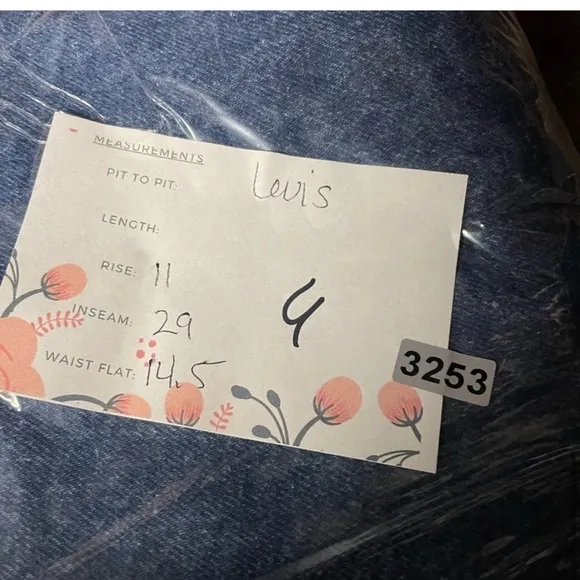 MEASUREMENTS
PIT TO PIT: Levis
LENGTH:
RISE: 11
INSEAM: 29 4
WAIST FLAT: 14.5
3253